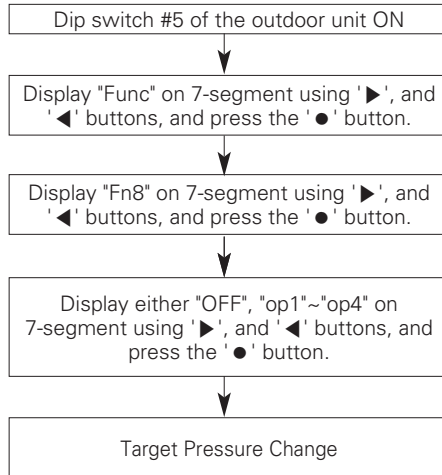 Dip switch #5 of the outdoor unit ON
Display "Func" on 7-segment using '▶', and
'◀' buttons, and press the '●' button.
Display "Fn8" on 7-segment using '▶', and
'◀' buttons, and press the '●' button.
Display either "OFF", "op1"~"op4" on
7-segment using '▶', and '◀' buttons, and
press the '●' button.
Target Pressure Change